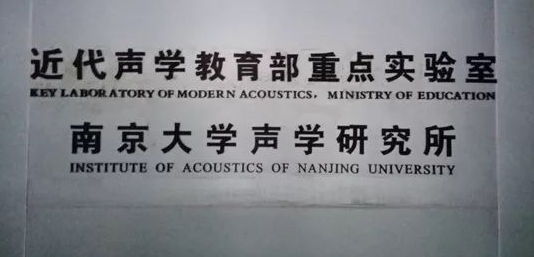 近代声学教育部重点实验室
KEY LABORATORY OF MODERN ACOUSTICS, MINISTRY OF EDUCATION
南京大学声学研究所
INSTITUTE OF ACOUSTICS OF NANJING UNIVERSITY